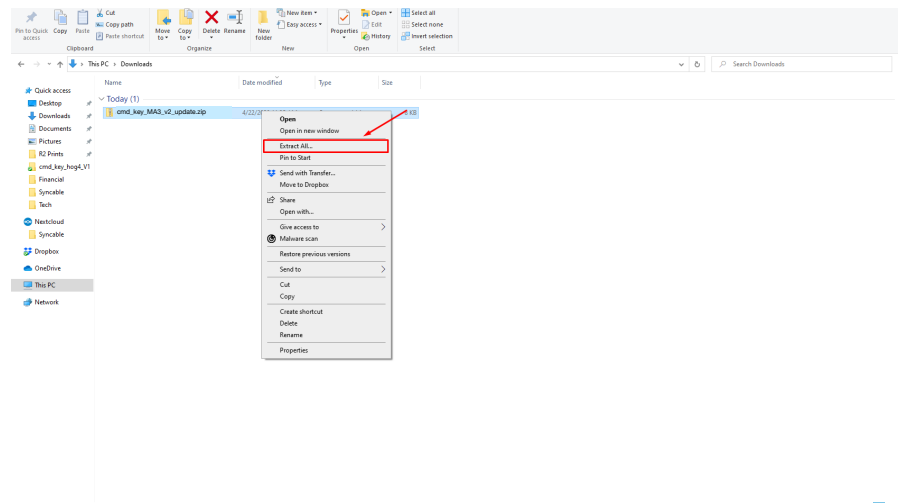 Pin to Quick access
Copy
Paste
Cut
Copy path
Paste shortcut
Clipboard
Move to
Copy to
Delete
Rename
Organize
New folder
New item
Easy access
New
Properties
Open
Edit
History
Open
Select all
Select none
Invert selection
Select
This PC › Downloads
Search Downloads
Name
Date modified
Type
Size
Quick access
Desktop
Downloads
Documents
Pictures
R2 Prints
cmd_key_hog4_V1
Financial
Syncable
Tech
Nextcloud
Syncable
Dropbox
OneDrive
This PC
Network
Today (1)
cmd_key_MA3_v2_update.zip
KB
Open
Open in new window
Extract All...
Pin to Start
Send with Transfer...
Move to Dropbox
Share
Open with...
Give access to
Malware scan
Restore previous versions
Send to
Cut
Copy
Create shortcut
Delete
Rename
Properties